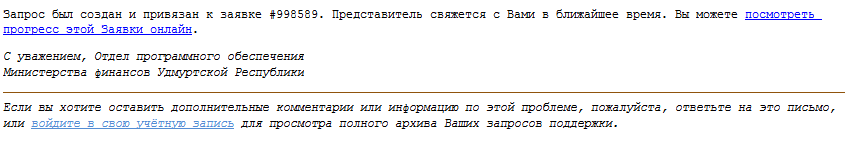 Запрос был создан и привязан к заявке #998589. Представитель свяжется с Вами в ближайшее время. Вы можете посмотреть
прогресс этой Заявки онлайн.
С уважением, Отдел программного обеспечения
Министерства финансов Удмуртской Республики
Если вы хотите оставить дополнительные комментарии или информацию по этой проблеме, пожалуйста, ответьте на это письмо,
или войдите в свою учётную запись для просмотра полного архива Ваших запросов поддержки.